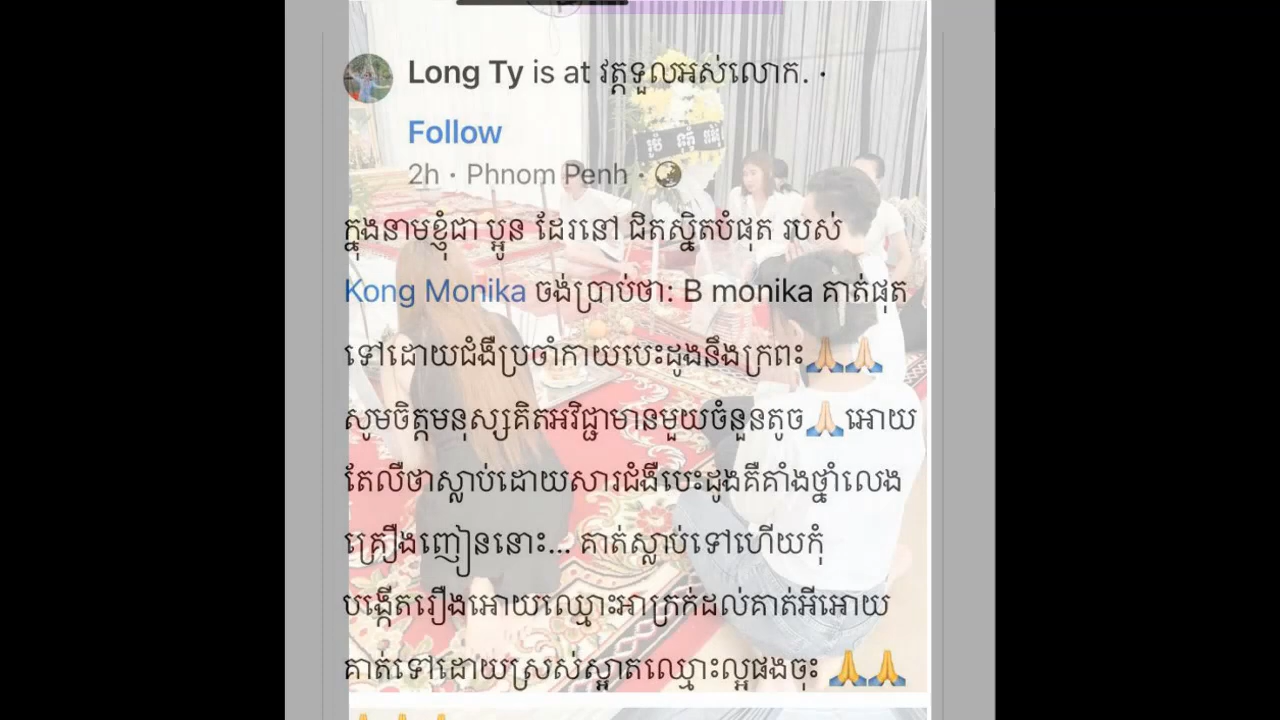 Long Ty is at វត្តទួលអស់លោក. ·
Follow
2h · Phnom Penh ·
ក្នុងនាមខ្ញុំជា ប្អូន ដែរនៅ ជិតស្និតបំផុត របស់
Kong Monika ចង់ប្រាប់ថា: B monika គាត់ផុត
ទៅដោយជំងឺប្រចាំកាយបេះដូងនឹងក្រពះ🙏🙏
សូមចិត្តមនុស្សគិតអវិជ្ជាមានមួយចំនួនតូច🙏អោយ
តែលឺថាស្លាប់ដោយសារជំងឺបេះដូងគឺគាំងថ្នាំលេង
គ្រឿងញៀននោះ... គាត់ស្លាប់ទៅហើយកុំ
បង្កើតរឿងអោយឈ្មោះអាក្រក់ដល់គាត់អីអោយ
គាត់ទៅដោយស្រស់ស្អាតឈ្មោះល្អផងចុះ 🙏🙏